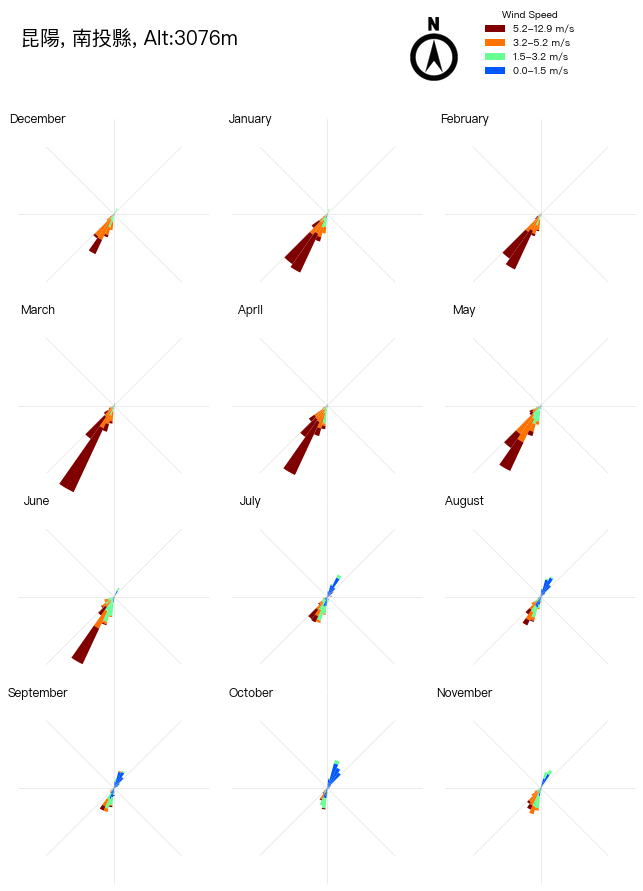 昆陽, 南投縣, Alt:3076m
N
Wind Speed
5.2–12.9 m/s
3.2–5.2 m/s
1.5–3.2 m/s
0.0–1.5 m/s
December
January
February
March
April
May
June
July
August
September
October
November